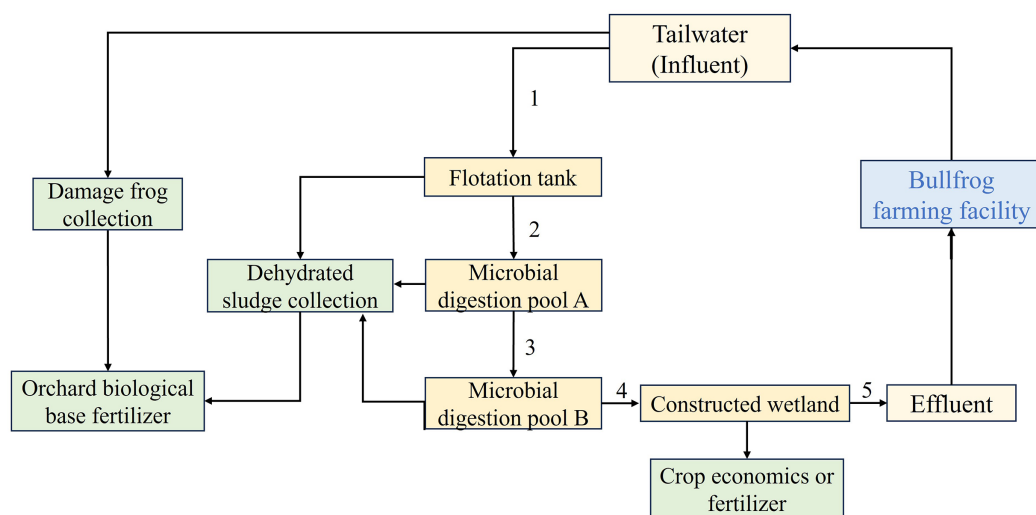 Tailwater
(Influent)
1
Flotation tank
Damage frog
collection
Bullfrog
farming facility
2
Dehydrated
sludge collection
Microbial
digestion pool A
3
Orchard biological
base fertilizer
Microbial
digestion pool B
4
Constructed wetland
5
Effluent
Crop economics or
fertilizer